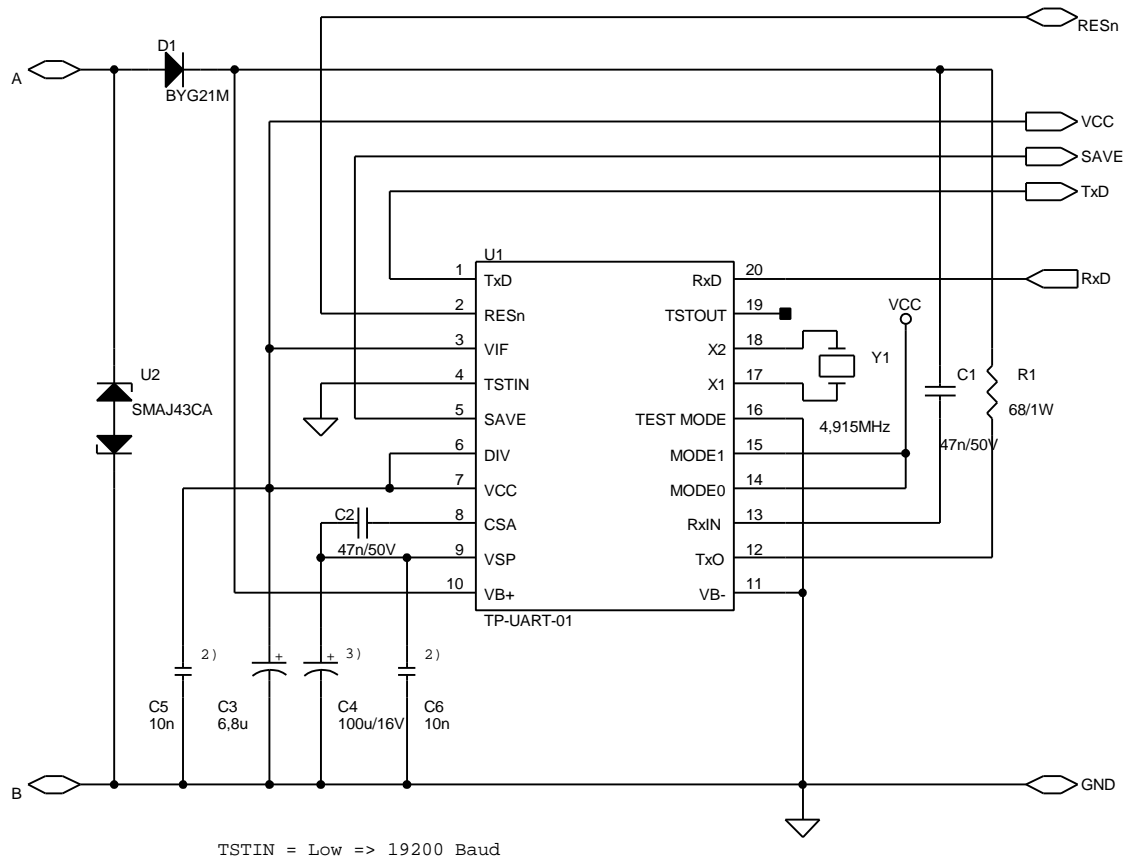 RESn
D1
A
BYG21M
VCC
SAVE
TxD
U1
1 TxD RxD 20
RxD
2 RESn TSTOUT 19
VCC
3 VIF X2 18
Y1
4 TSTIN X1 17
4,915MHz
5 SAVE TEST MODE 16
6 DIV MODE1 15
7 VCC MODE0 14
8 CSA RxIN 13
9 VSP TxO 12
10 VB+ VB- 11
TP-UART-01
U2
SMAJ43CA
C1
47n/50V
R1
68/1W
C2
47n/50V
2)
+
+ 3)
2)
C5
10n
C3
6,8u
C4
100u/16V
C6
10n
B
GND
TSTIN = Low => 19200 Baud